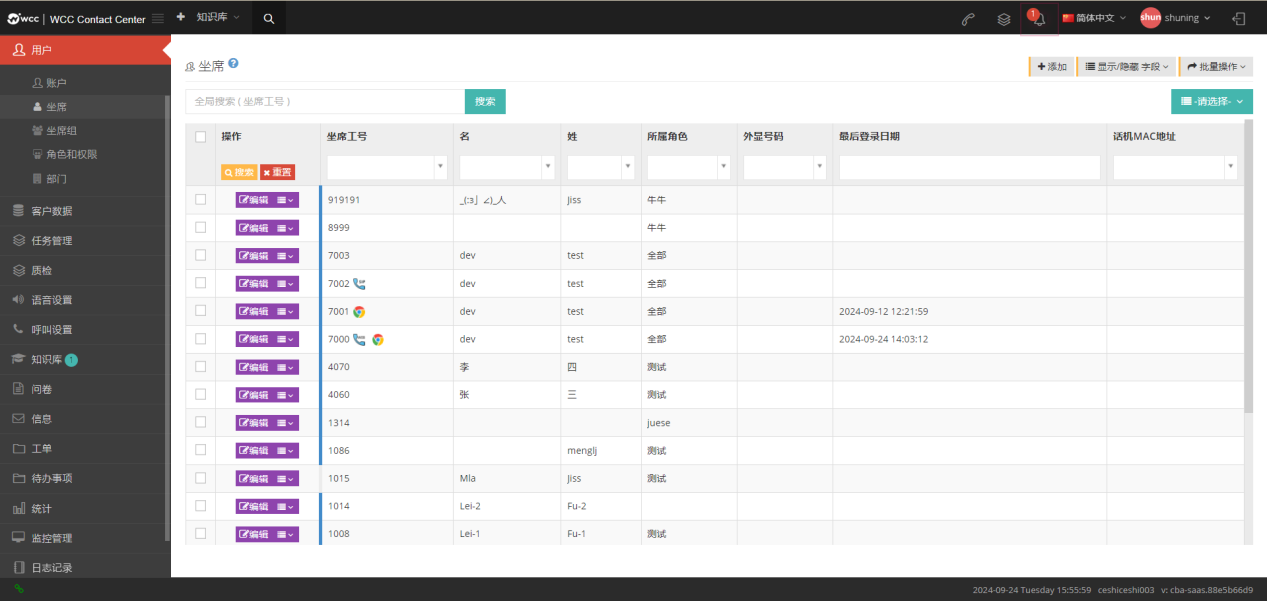 wcc | WCC Contact Center 知识库
1 简体中文 shun shuning
用户
账户
坐席
坐席组
角色和权限
部门
客户数据
任务管理
质检
语音设置
呼叫设置
知识库 1
问卷
信息
工单
待办事项
统计
监控管理
日志记录
坐席 ?
添加 显示/隐藏 字段 批量操作
全局搜索 ( 坐席工号 ) 搜索 -请选择-
操作 坐席工号 名 姓 所属角色 外显号码 最后登录日期 话机MAC地址
搜索 重置
编辑 919191 _(:з」∠)_人 Jiss 牛牛
编辑 8999 牛牛
编辑 7003 dev test 全部
编辑 7002 dev test 全部
编辑 7001 dev test 全部 2024-09-12 12:21:59
编辑 7000 dev test 全部 2024-09-24 14:03:12
编辑 4070 李 四 测试
编辑 4060 张 三 测试
编辑 1314 juese
编辑 1086 menglj 测试
编辑 1015 Mla Jiss 测试
编辑 1014 Lei-2 Fu-2
编辑 1008 Lei-1 Fu-1 测试
2024-09-24 Tuesday 15:55:59 ceshiceshi003 v: cba-saas.88e5b66d9